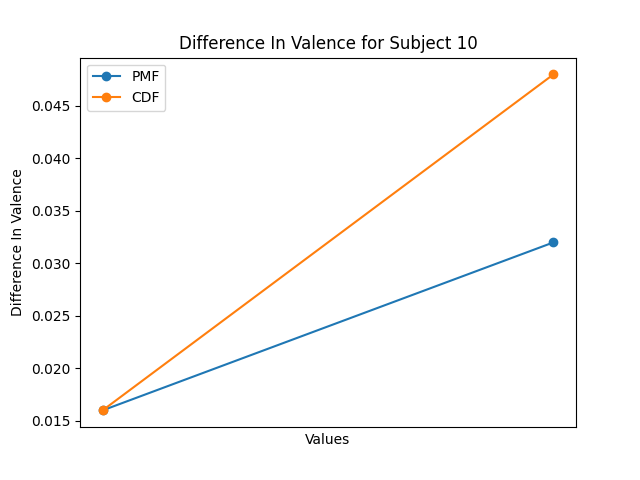 Difference In Valence for Subject 10
PMF
CDF
0.045
0.040
0.035
0.030
0.025
0.020
0.015
Difference In Valence
Values